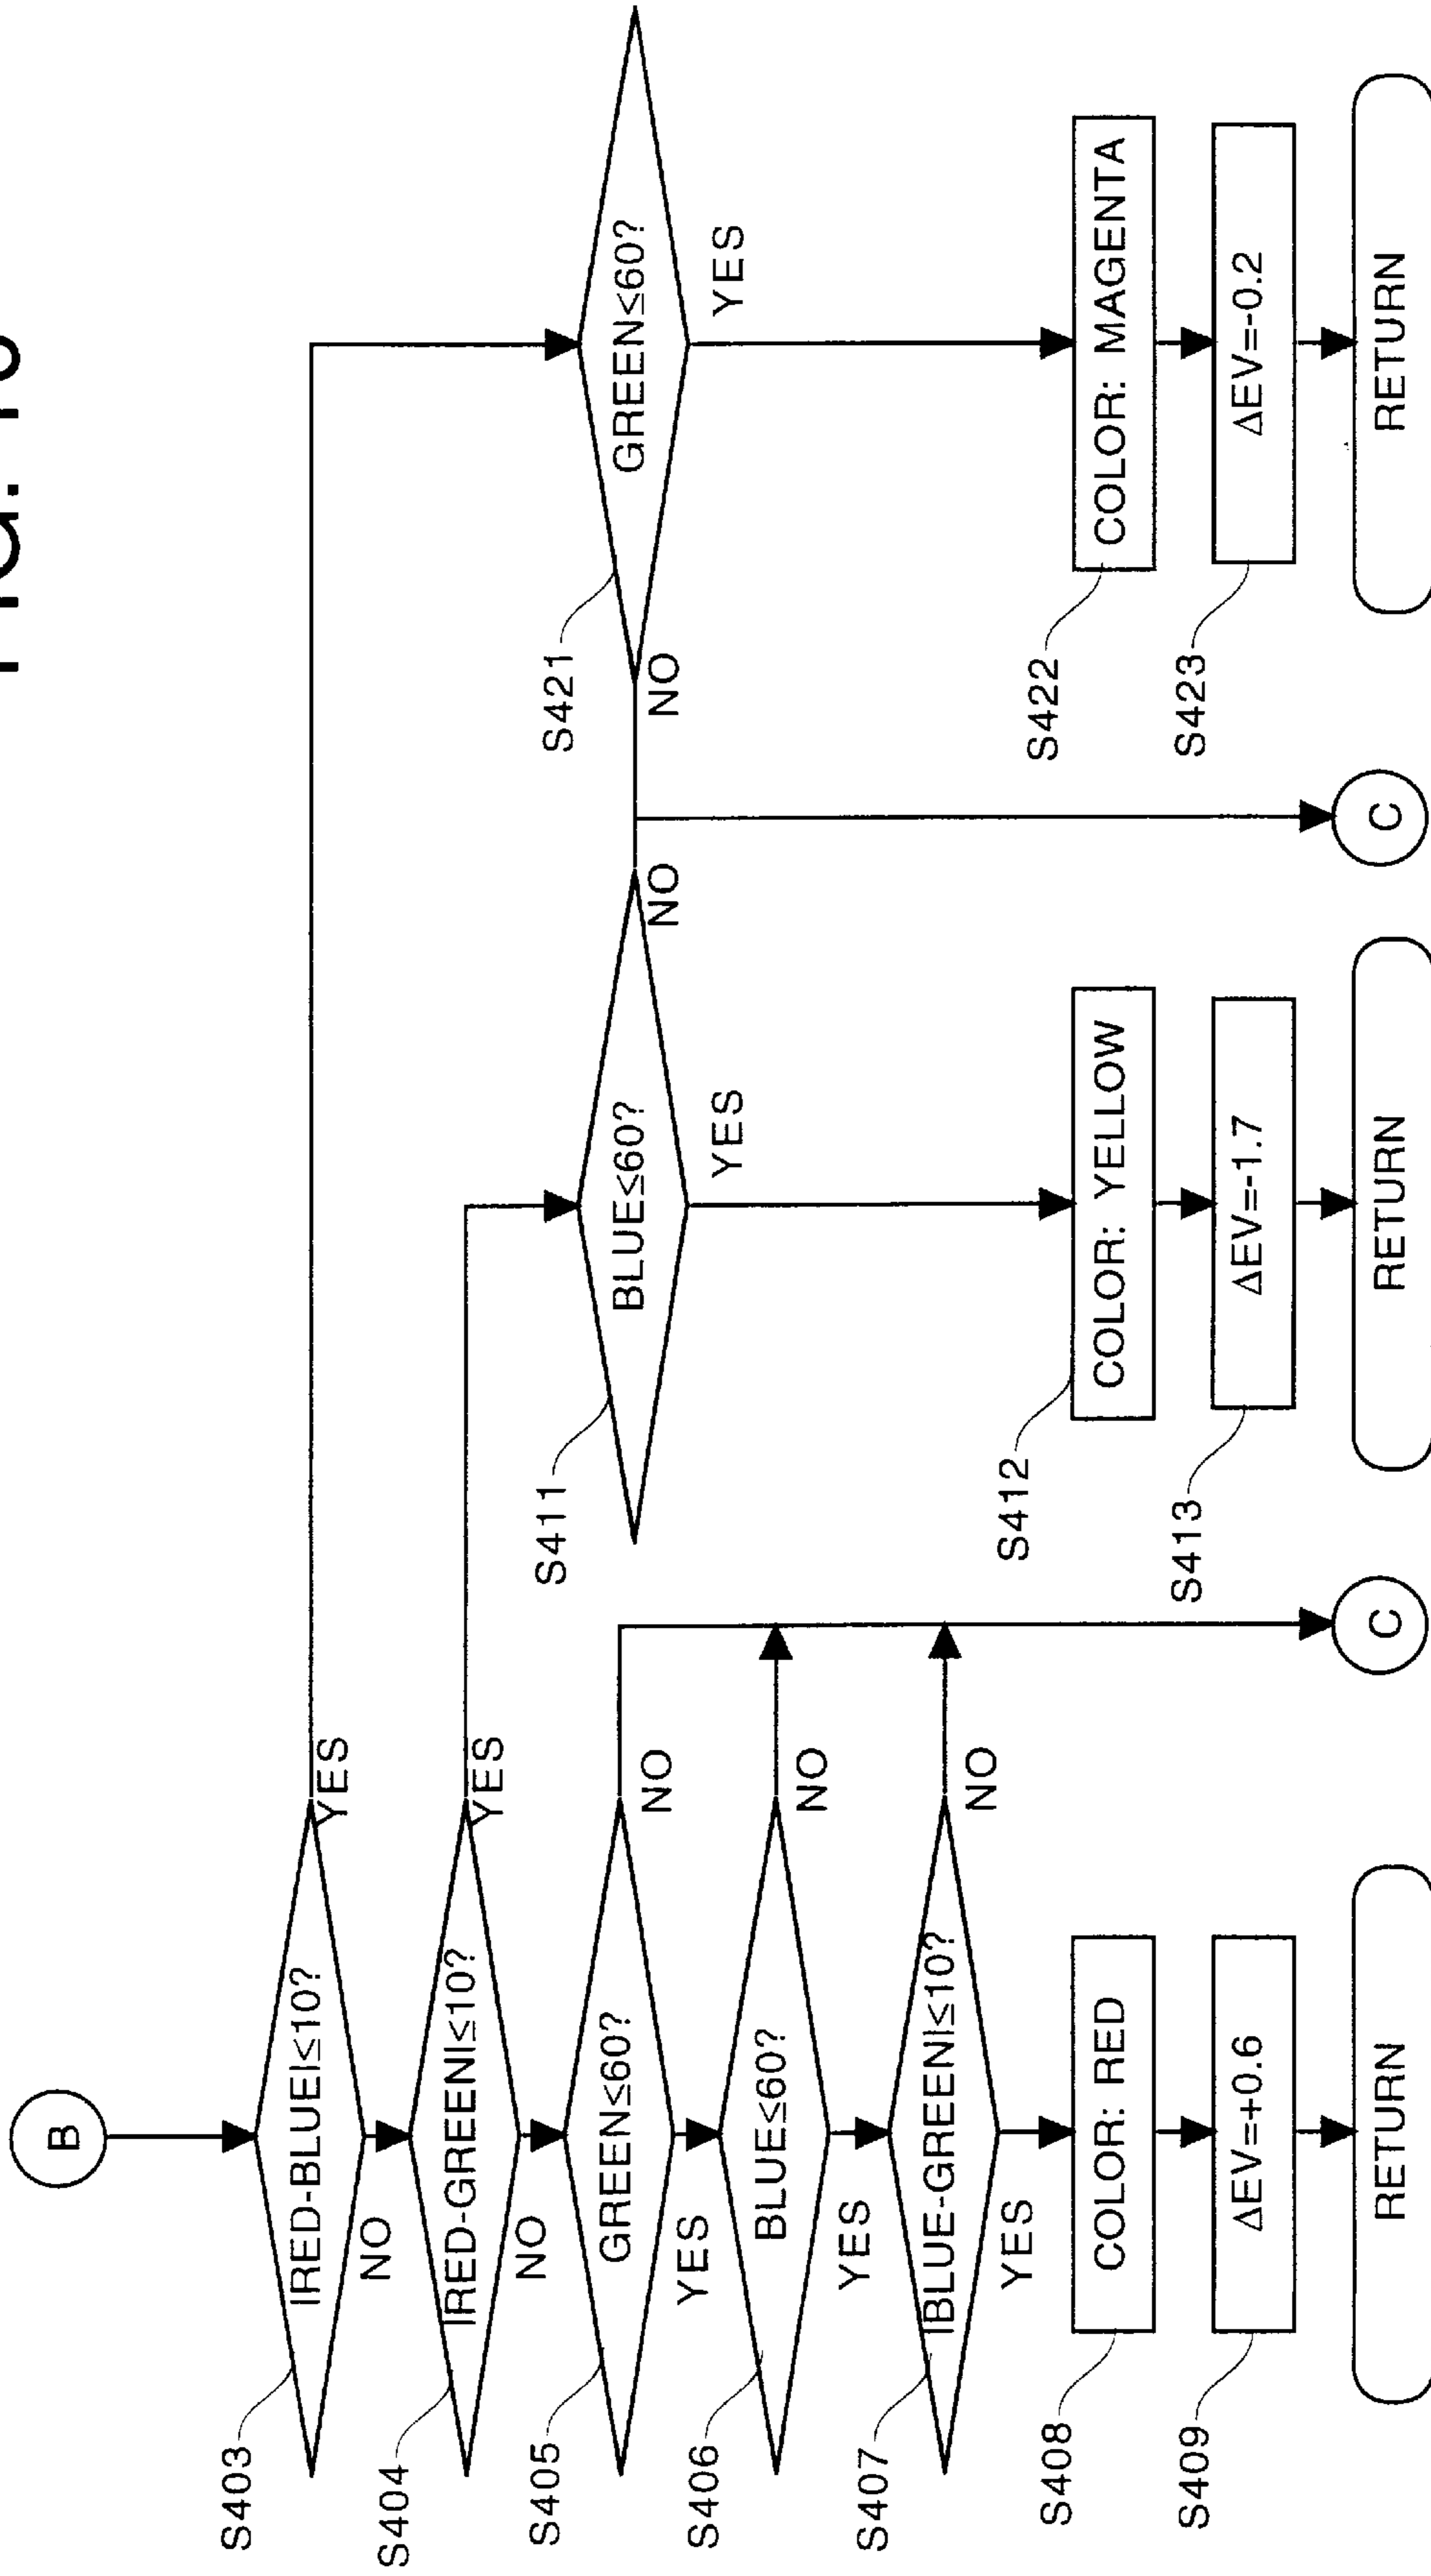 B
S403
|RED-BLUE|≤10?
YES
NO
S404
|RED-GREEN|≤10?
YES
NO
S405
GREEN≤60?
NO
YES
S406
BLUE≤60?
NO
YES
S407
|BLUE-GREEN|≤10?
NO
YES
S408
COLOR: RED
S409
ΔEV=+0.6
RETURN
C
S411
BLUE≤60?
NO
YES
S412
COLOR: YELLOW
S413
ΔEV=-1.7
RETURN
C
S421
GREEN≤60?
NO
YES
S422
COLOR: MAGENTA
S423
ΔEV=-0.2
RETURN